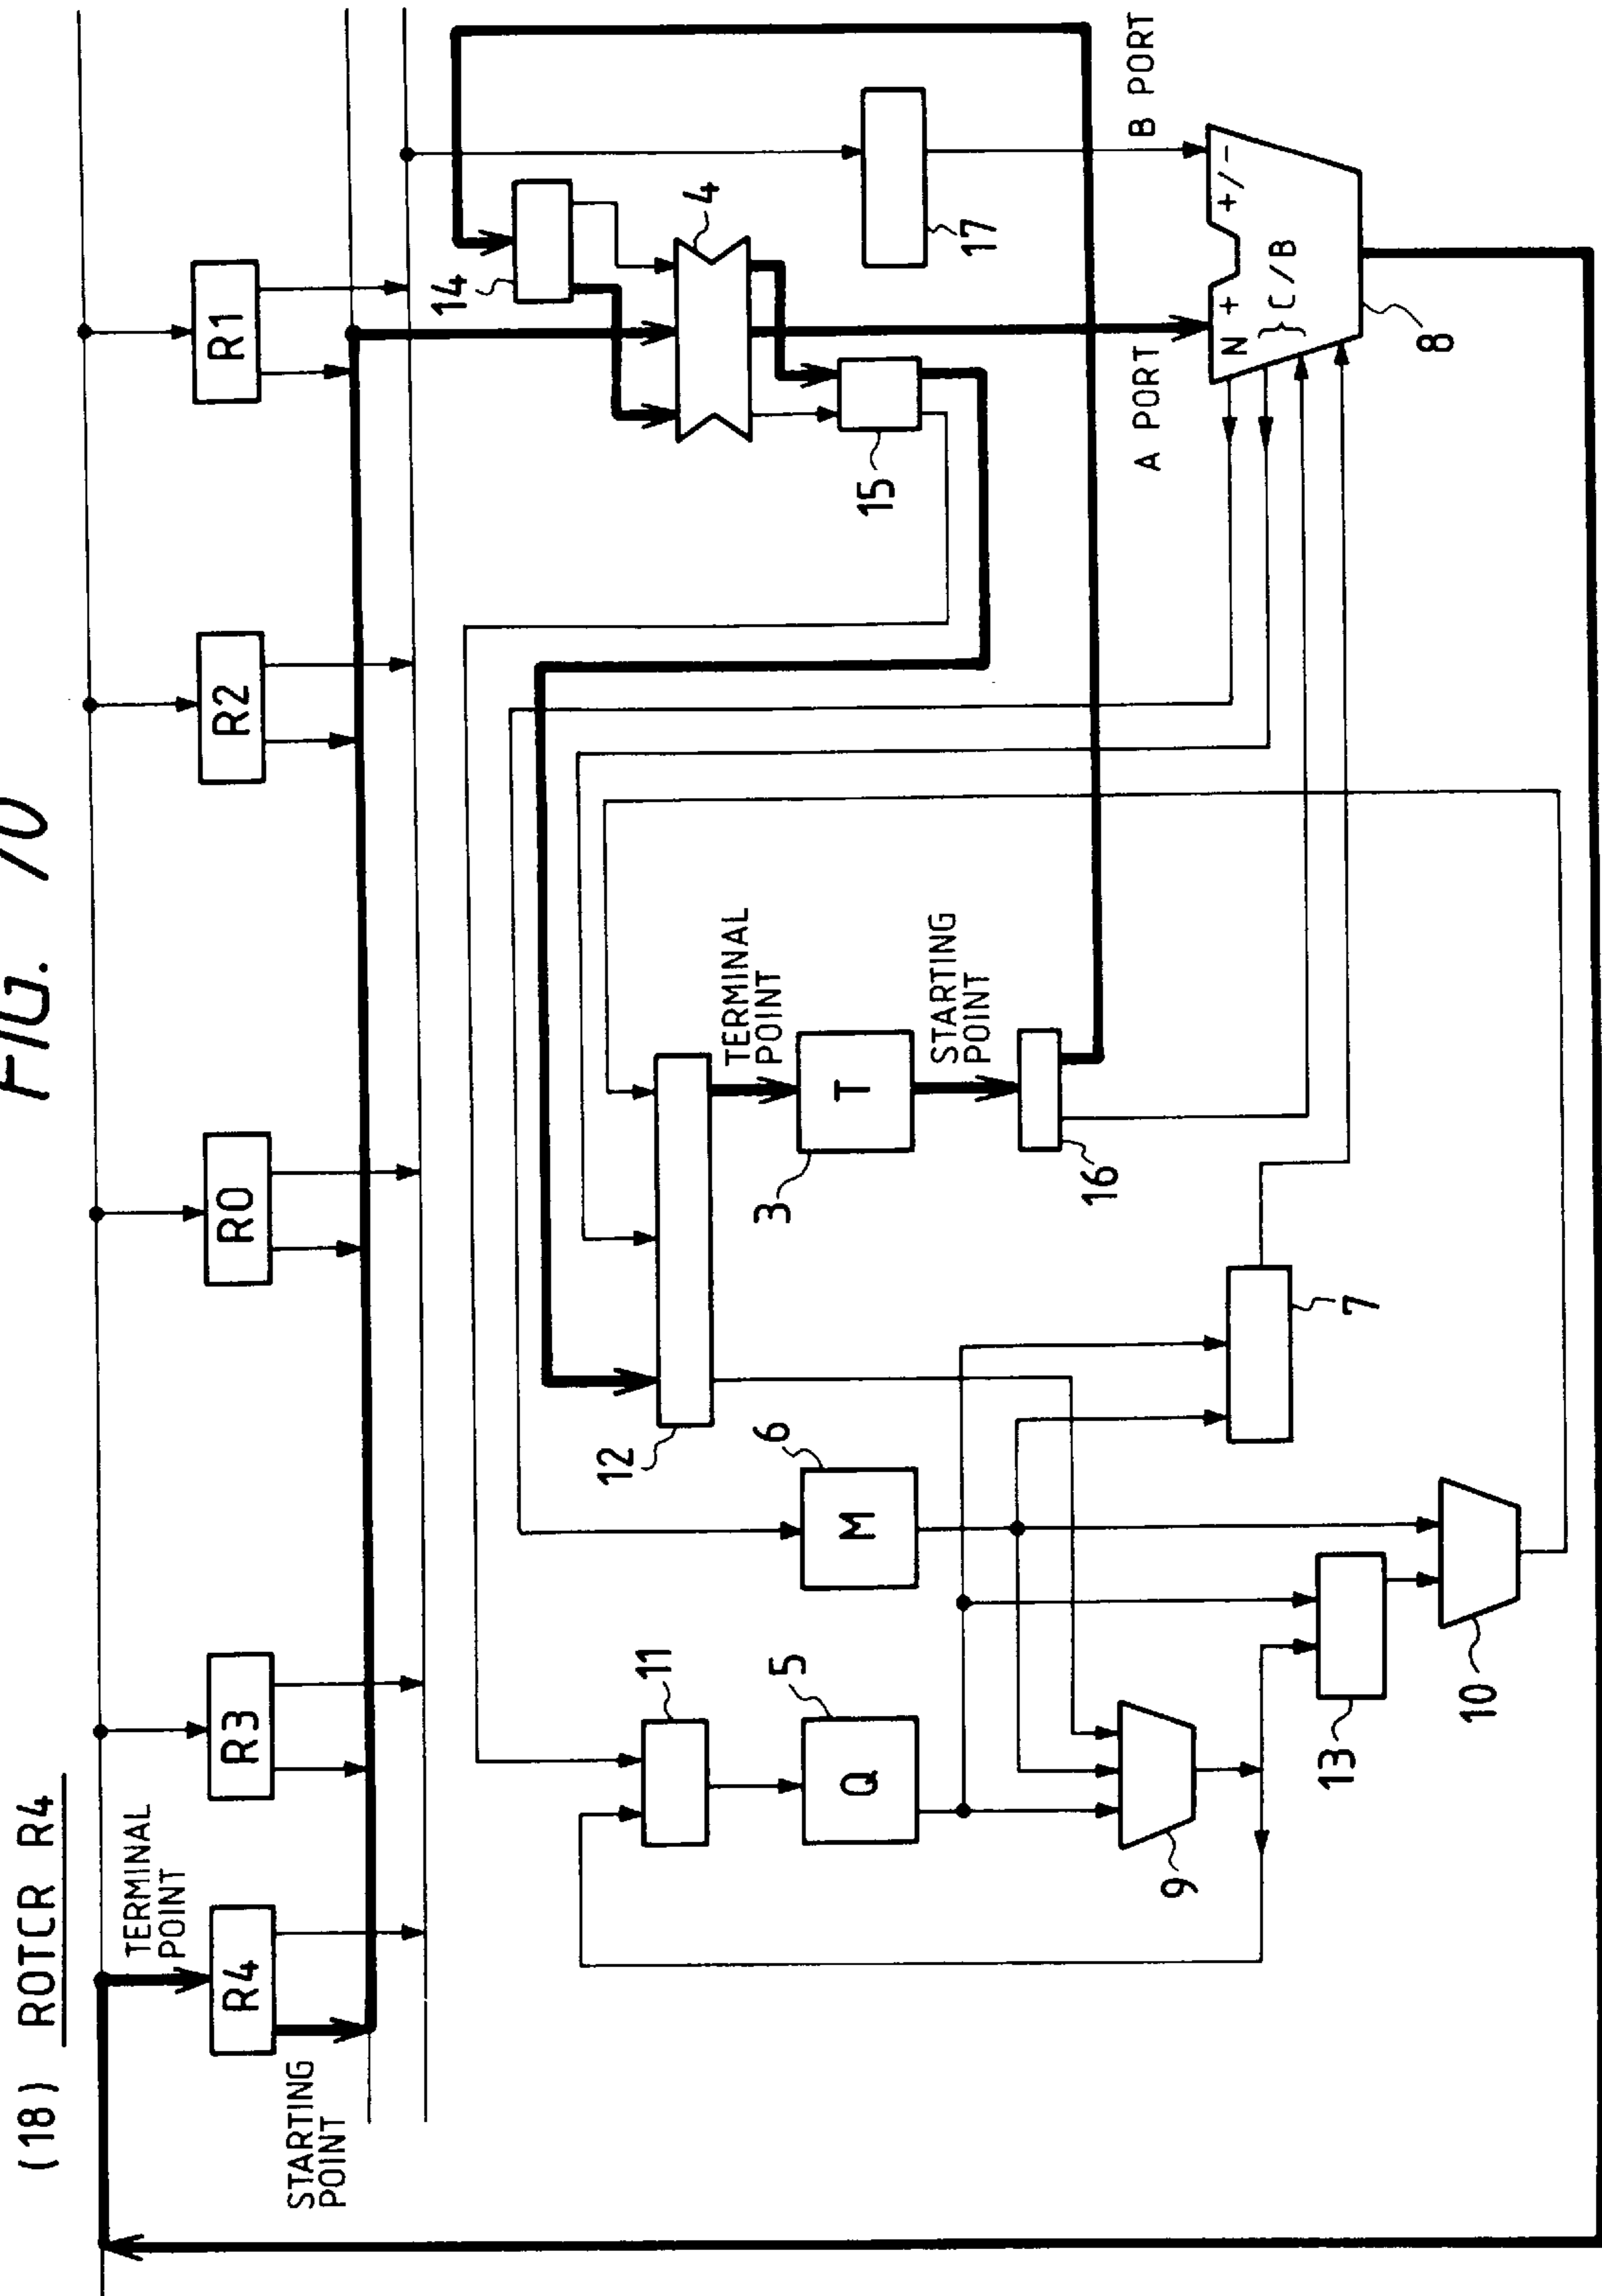 FIG. 70
(18) ROTCR R4
TERMINAL
POINT
STARTING
POINT
R4
R3
R0
R2
R1
14
4
17
15
B PORT
A PORT
N + +/-
} C/B
8
12
TERMINAL
POINT
3
T
STARTING
POINT
16
6
M
7
11
5
Q
9
13
10